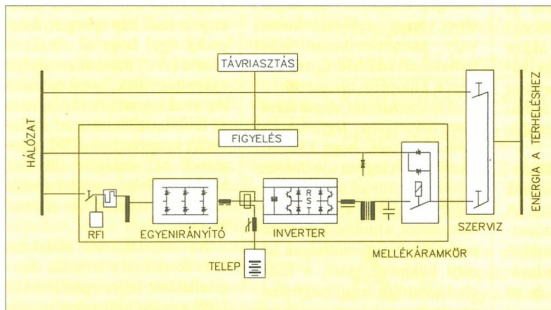 TÁVRIASZTÁS
FIGYELÉS
HÁLÓZAT
ENERGIA A TERHELÉSHEZ
R
S
T
RFI
EGYENIRÁNYÍTÓ
INVERTER
SZERVIZ
MELLÉKÁRAMKÖR
TELEP